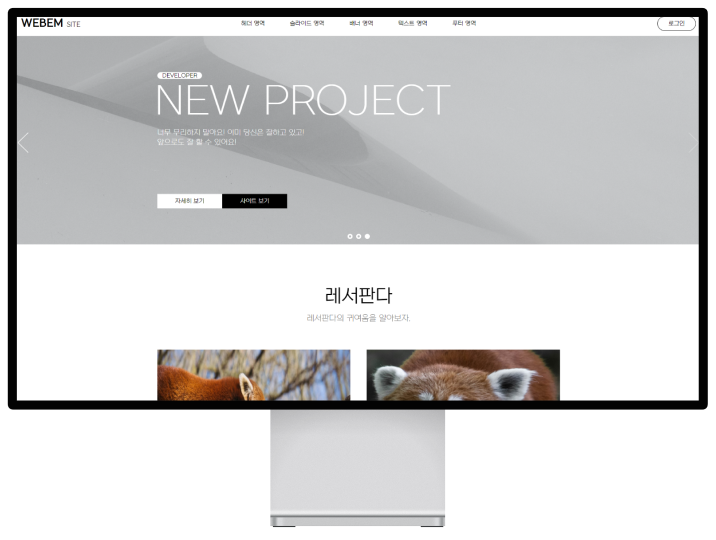 WEBEM SITE
헤더 영역
슬라이드 영역
배너 영역
텍스트 영역
푸터 영역
로그인
DEVELOPER
NEW PROJECT
너무 무리하지 말아요! 이미 당신은 잘하고 있고!
앞으로도 잘 할 수 있어요!
자세히 보기
사이트 보기
레서판다
레서판다의 귀여움을 알아보자.